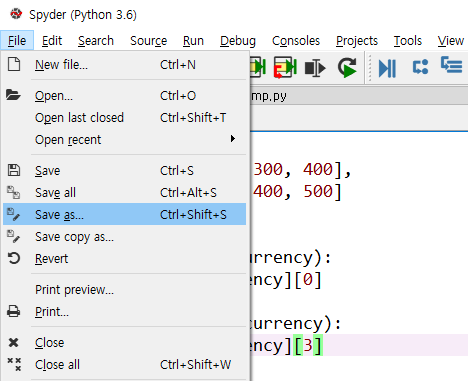 Spyder (Python 3.6)
File Edit Search Source Run Debug Consoles Projects Tools View
New file... Ctrl+N
Open... Ctrl+O
mp.py
Open last closed Ctrl+Shift+T
Open recent
Save Ctrl+S
300, 400],
Save all Ctrl+Alt+S
400, 500]
Save as... Ctrl+Shift+S
Save copy as...
Revert
urrency):
Print preview...
ency][0]
Print...
urrency):
Close
ency][3]
Close all Ctrl+Shift+W